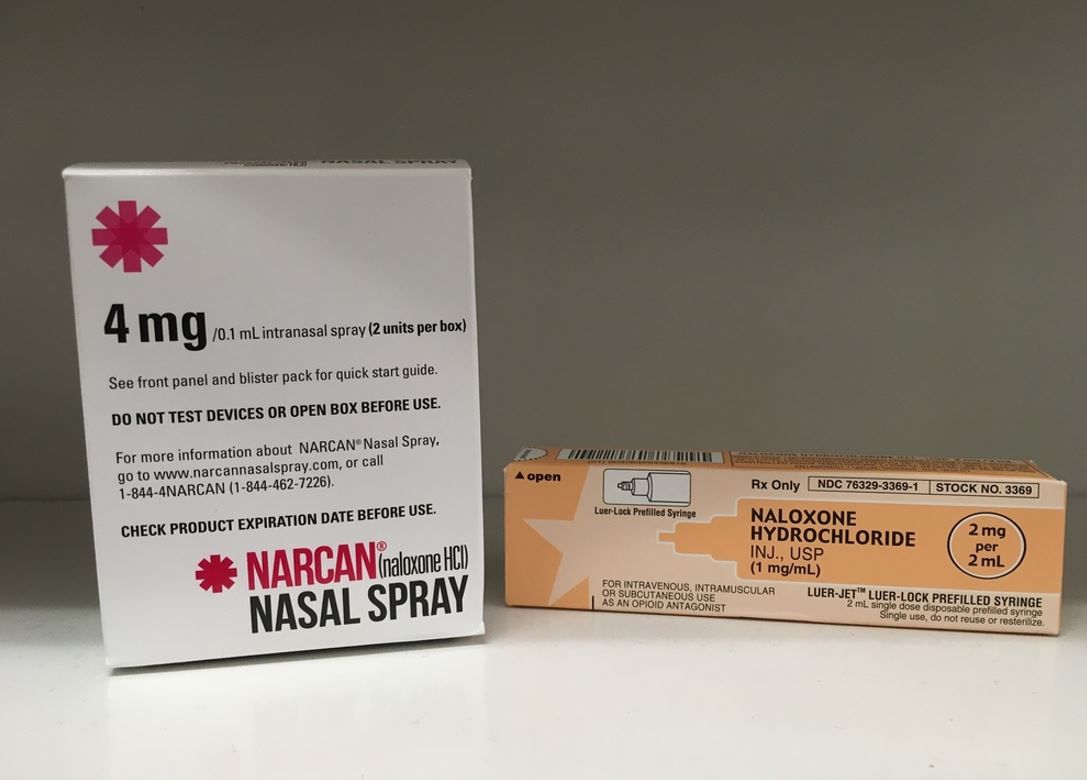 NASAL SPRAY
4 mg /0.1 mL intranasal spray (2 units per box)
See front panel and blister pack for quick start guide.
DO NOT TEST DEVICES OR OPEN BOX BEFORE USE.
For more information about NARCAN® Nasal Spray,
go to www.narcannasalspray.com, or call
1-844-4NARCAN (1-844-462-7226).
CHECK PRODUCT EXPIRATION DATE BEFORE USE.
NARCAN® (naloxone HCl)
NASAL SPRAY
▲open
Luer-Lock Prefilled Syringe
Rx Only NDC 76329-3369-1 STOCK NO. 3369
NALOXONE
HYDROCHLORIDE
INJ., USP
(1 mg/mL)
2 mg
per
2 mL
FOR INTRAVENOUS, INTRAMUSCULAR
OR SUBCUTANEOUS USE
AS AN OPIOID ANTAGONIST
LUER-JET™ LUER-LOCK PREFILLED SYRINGE
2 mL single dose disposable prefilled syringe
Single use, do not reuse or resterilize.